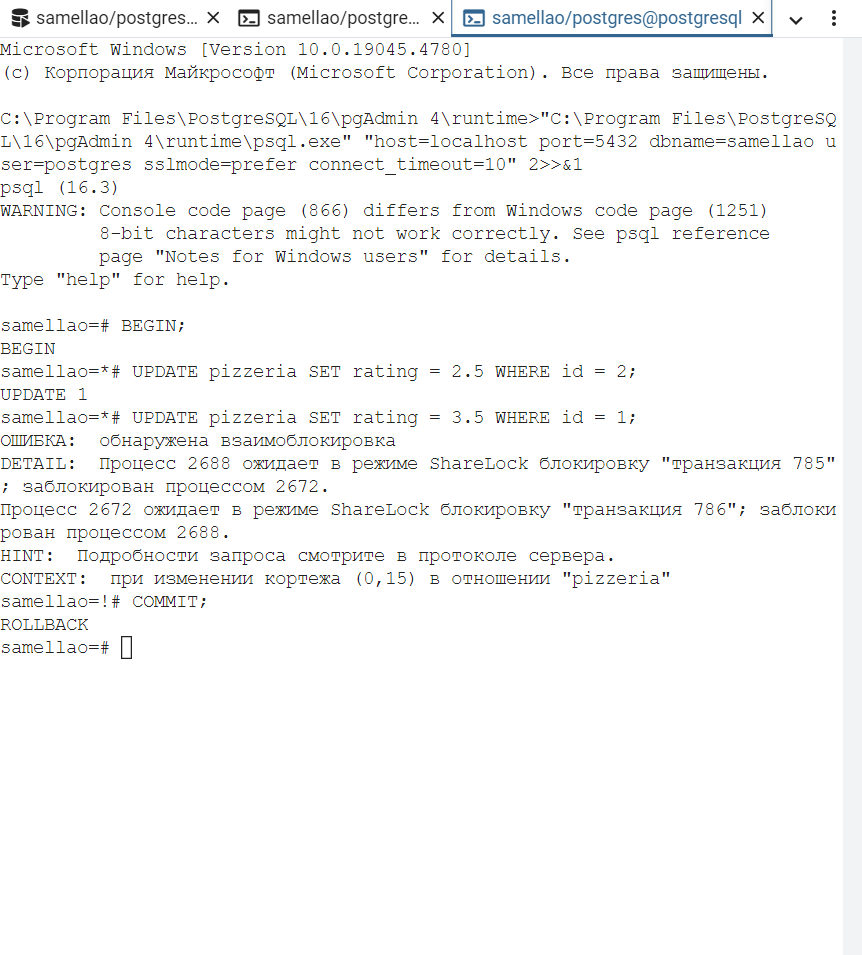 samellao/postgres... samellao/postgre... samellao/postgres@postgresql
Microsoft Windows [Version 10.0.19045.4780]
(c) Корпорация Майкрософт (Microsoft Corporation). Все права защищены.
C:\Program Files\PostgreSQL\16\pgAdmin 4\runtime>"C:\Program Files\PostgreSQ
L\16\pgAdmin 4\runtime\psql.exe" "host=localhost port=5432 dbname=samellao u
ser=postgres sslmode=prefer connect_timeout=10" 2>>&1
psql (16.3)
WARNING: Console code page (866) differs from Windows code page (1251)
8-bit characters might not work correctly. See psql reference
page "Notes for Windows users" for details.
Type "help" for help.
samellao=# BEGIN;
BEGIN
samellao=*# UPDATE pizzeria SET rating = 2.5 WHERE id = 2;
UPDATE 1
samellao=*# UPDATE pizzeria SET rating = 3.5 WHERE id = 1;
ОШИБКА:  обнаружена взаимоблокировка
DETAIL:  Процесс 2688 ожидает в режиме ShareLock блокировку "транзакция 785"
; заблокирован процессом 2672.
Процесс 2672 ожидает в режиме ShareLock блокировку "транзакция 786"; заблоки
рован процессом 2688.
HINT:  Подробности запроса смотрите в протоколе сервера.
CONTEXT:  при изменении кортежа (0,15) в отношении "pizzeria"
samellao=!# COMMIT;
ROLLBACK
samellao=#